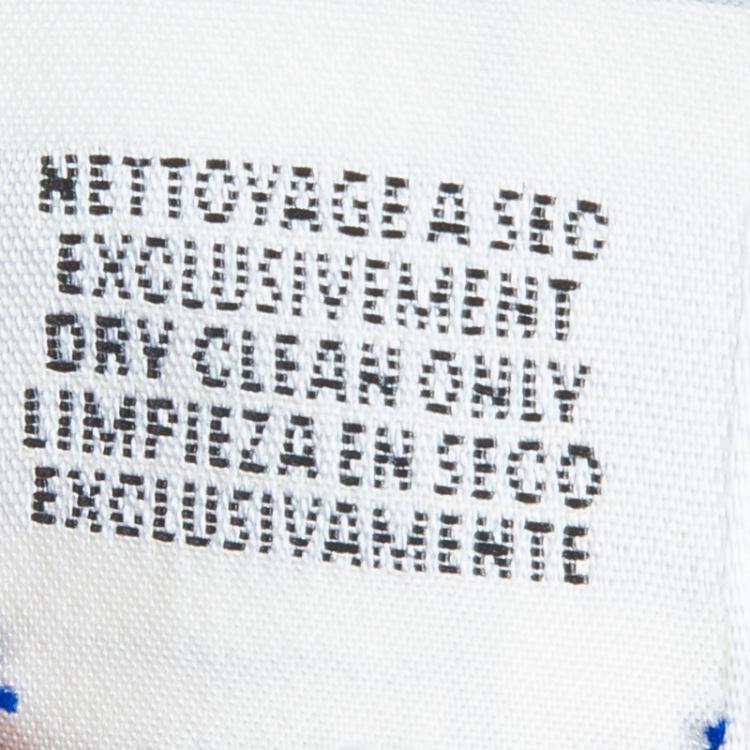 NETTOYAGE A SEC
EXCLUSIVEMENT
DRY CLEAN ONLY
LIMPIEZA EN SECO
EXCLUSIVAMENTE